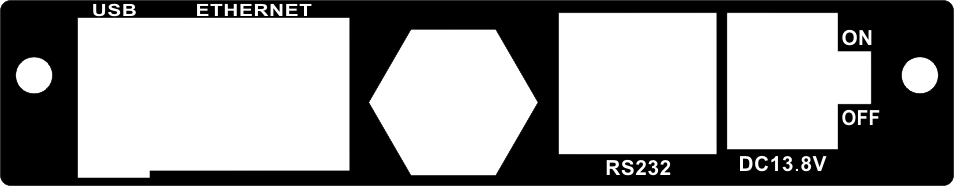 USB ETHERNET
ON
OFF
RS232
DC13.8V